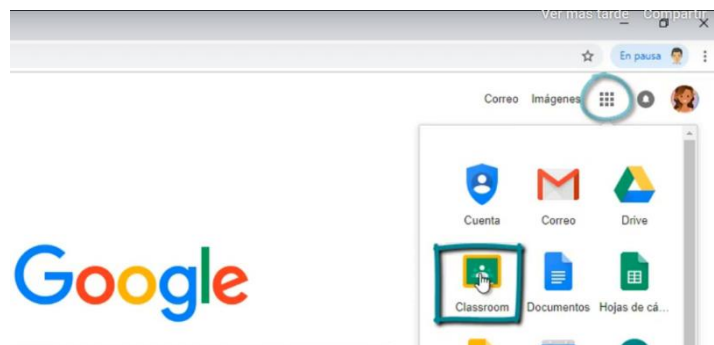 Ver más tarde Compartir
En pausa
Correo Imágenes
Cuenta Correo Drive
Google
Classroom Documentos Hojas de cá...